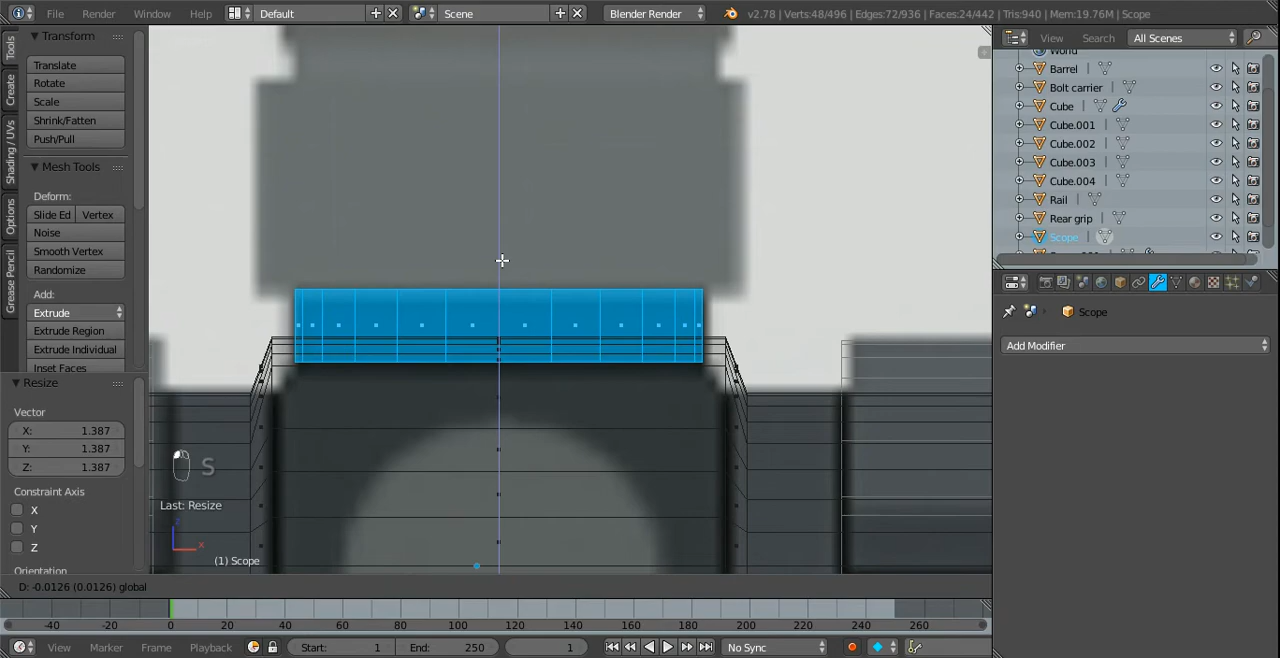 File Render Window Help Default Scene Blender Render v2.78 | Verts:48/496 | Edges:72/936 | Faces:24/442 | Tris:940 | Mem:19.76M | Scope
Tools
Create
Shading / UVs
Options
Grease Pencil
Transform
Translate
Rotate
Scale
Shrink/Fatten
Push/Pull
Mesh Tools
Deform:
Slide Ed Vertex
Noise
Smooth Vertex
Randomize
Add:
Extrude
Extrude Region
Extrude Individual
Inset Faces
Resize
Vector
X: 1.387
Y: 1.387
Z: 1.387
Constraint Axis
X
Y
Z
Orientation
S
Last: Resize
z
x
(1) Scope
D: -0.0126 (0.0126) global
View Search All Scenes
World
Barrel
Bolt carrier
Cube
Cube.001
Cube.002
Cube.003
Cube.004
Rail
Rear grip
Scope
Scope
Add Modifier
-40 -20 0 20 40 60 80 100 120 140 160 180 200 220 240 260
View Marker Frame Playback Start: 1 End: 250 1 No Sync